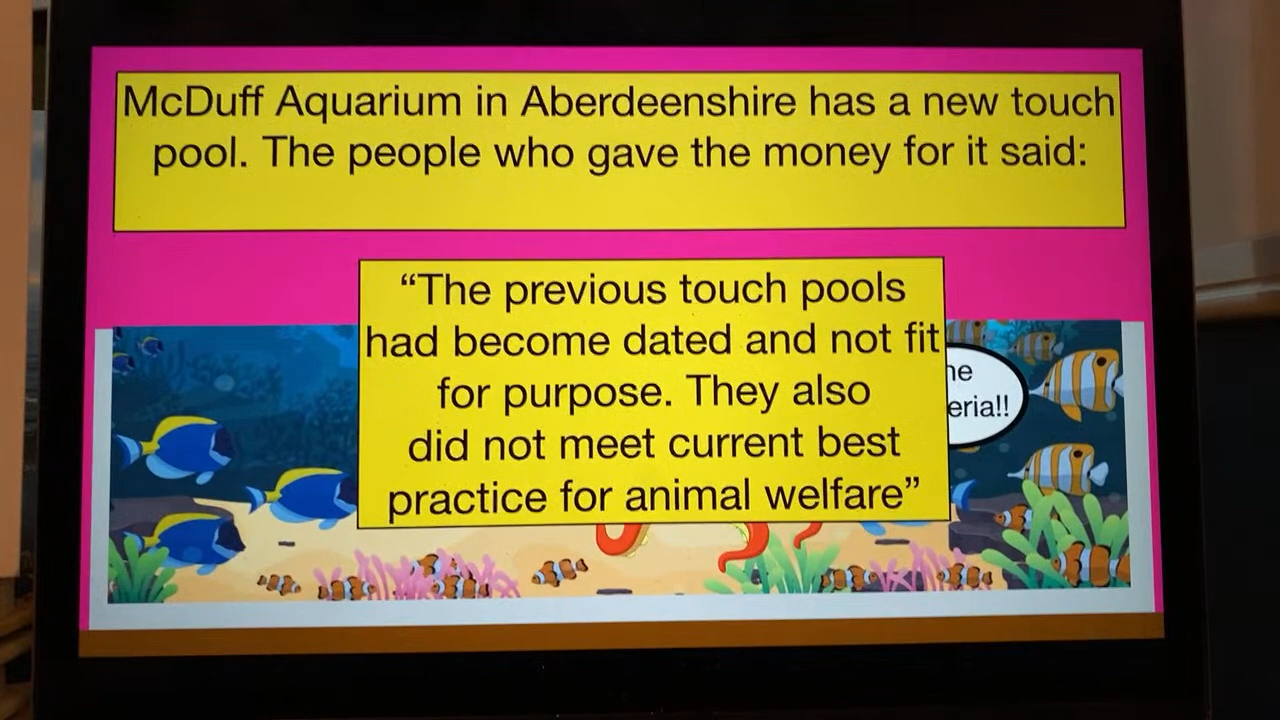 McDuff Aquarium in Aberdeenshire has a new touch
pool. The people who gave the money for it said:
“The previous touch pools
had become dated and not fit
for purpose. They also
did not meet current best
practice for animal welfare”